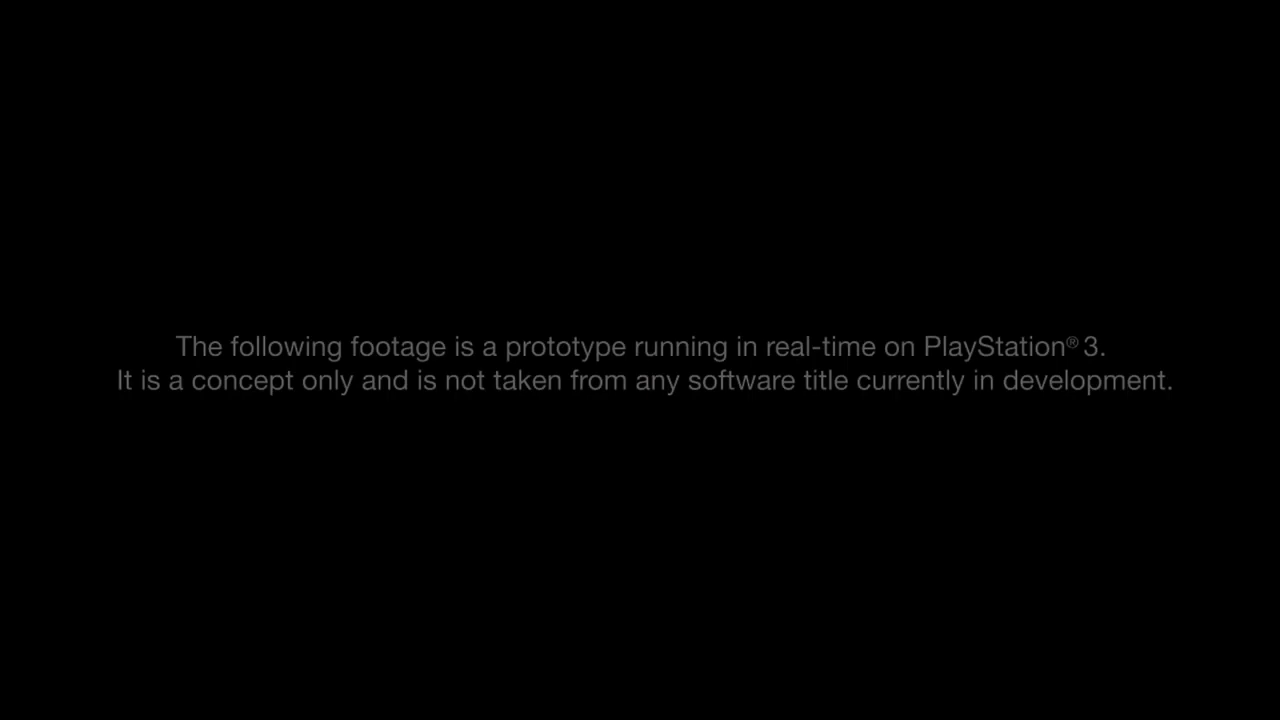 The following footage is a prototype running in real-time on PlayStation® 3.
It is a concept only and is not taken from any software title currently in development.